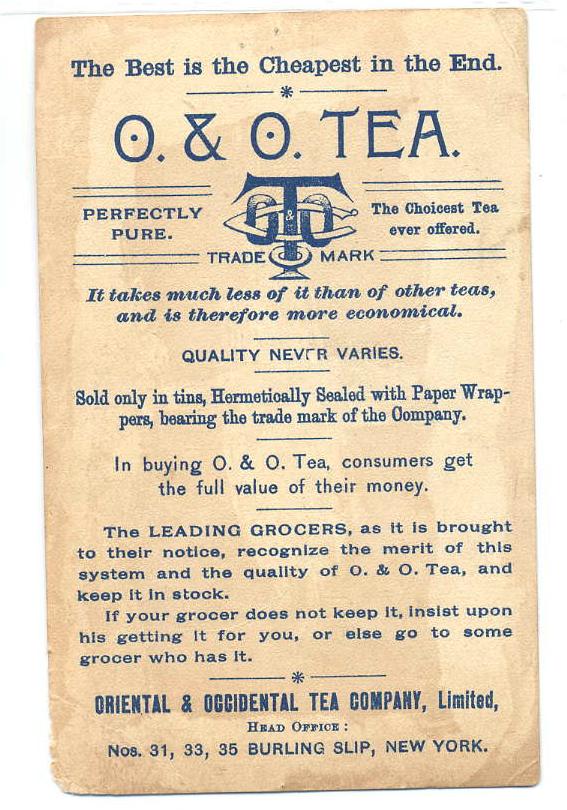 The Best is the Cheapest in the End.
O. & O. TEA.
PERFECTLY
PURE.
O T & O
The Choicest Tea
ever offered.
TRADE MARK
It takes much less of it than of other teas,
and is therefore more economical.
QUALITY NEVER VARIES.
Sold only in tins, Hermetically Sealed with Paper Wrap-
pers, bearing the trade mark of the Company.
In buying O. & O. Tea, consumers get
the full value of their money.
The LEADING GROCERS, as it is brought
to their notice, recognize the merit of this
system and the quality of O. & O. Tea, and
keep it in stock.
If your grocer does not keep it, insist upon
his getting it for you, or else go to some
grocer who has it.
ORIENTAL & OCCIDENTAL TEA COMPANY, Limited,
HEAD OFFICE :
Nos. 31, 33, 35 BURLING SLIP, NEW YORK.